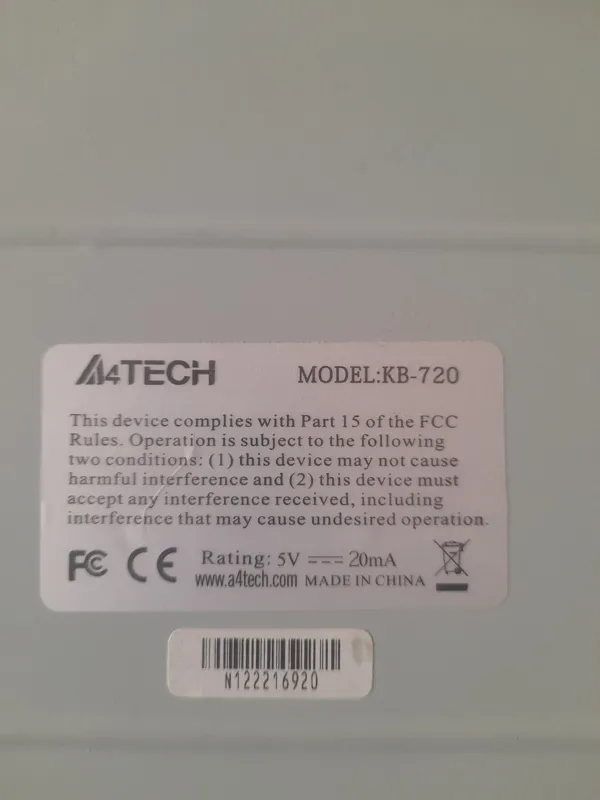 A4TECH MODEL:KB-720
This device complies with Part 15 of the FCC
Rules. Operation is subject to the following
two conditions: (1) this device may not cause
harmful interference and (2) this device must
accept any interference received, including
interference that may cause undesired operation.
FC CE Rating: 5V 20mA
www.a4tech.com MADE IN CHINA
N122216920